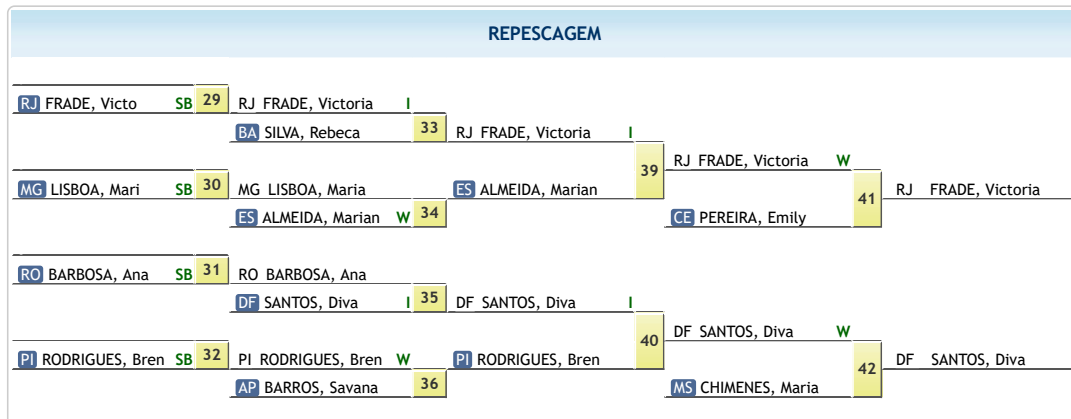 REPESCAGEM
RJ FRADE, Victo SB 29 RJ FRADE, Victoria I
BA SILVA, Rebeca 33 RJ FRADE, Victoria I
39 RJ FRADE, Victoria W
MG LISBOA, Mari SB 30 MG LISBOA, Maria ES ALMEIDA, Marian
41 RJ FRADE, Victoria
ES ALMEIDA, Marian W 34 CE PEREIRA, Emily
RO BARBOSA, Ana SB 31 RO BARBOSA, Ana
DF SANTOS, Diva I 35 DF SANTOS, Diva I
40 DF SANTOS, Diva W
PI RODRIGUES, Bren SB 32 PI RODRIGUES, Bren W PI RODRIGUES, Bren
42 DF SANTOS, Diva
AP BARROS, Savana 36 MS CHIMENES, Maria